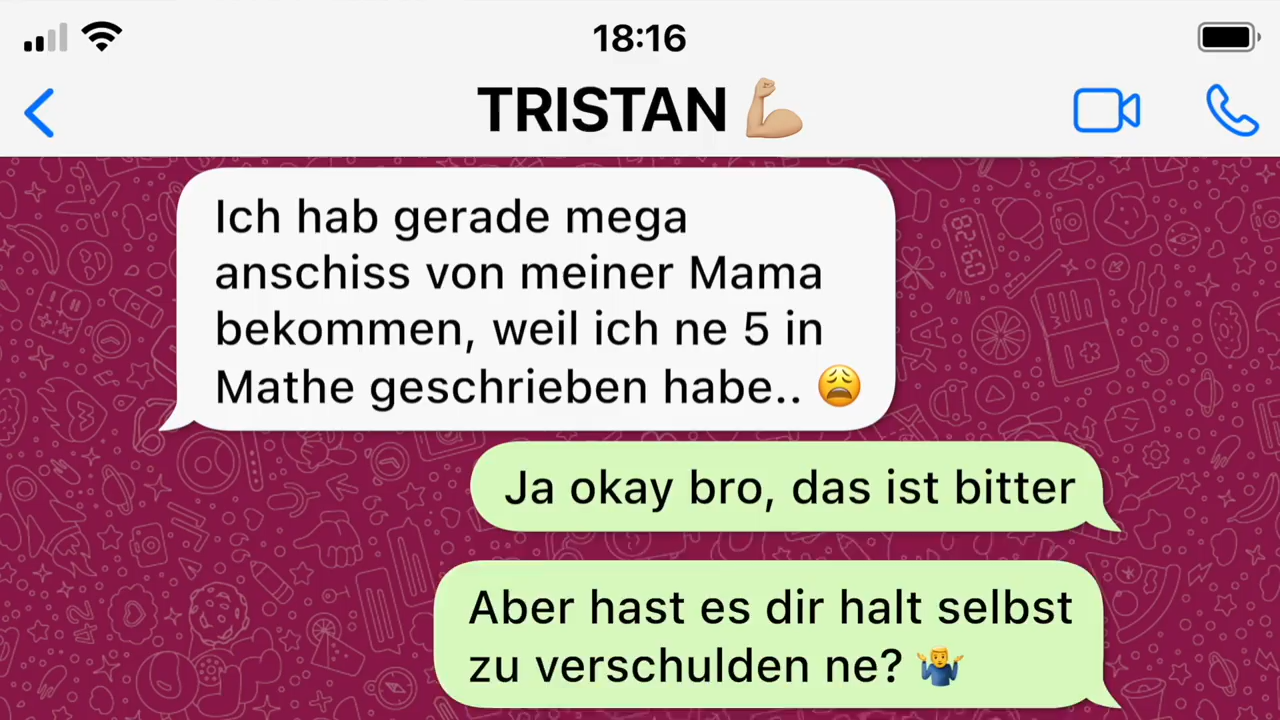 18:16
TRISTAN💪🏼
Ich hab gerade mega
anschiss von meiner Mama
bekommen, weil ich ne 5 in
Mathe geschrieben habe.. 😩
Ja okay bro, das ist bitter
Aber hast es dir halt selbst
zu verschulden ne? 🤷‍♂️